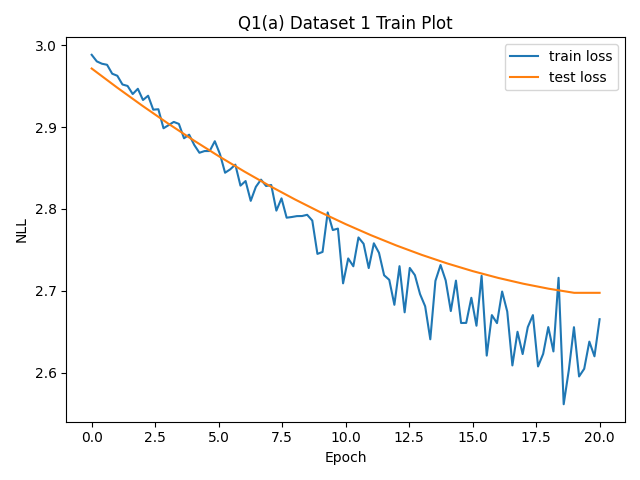 Q1(a) Dataset 1 Train Plot
train loss
test loss
NLL
3.0
2.9
2.8
2.7
2.6
0.0 2.5 5.0 7.5 10.0 12.5 15.0 17.5 20.0
Epoch